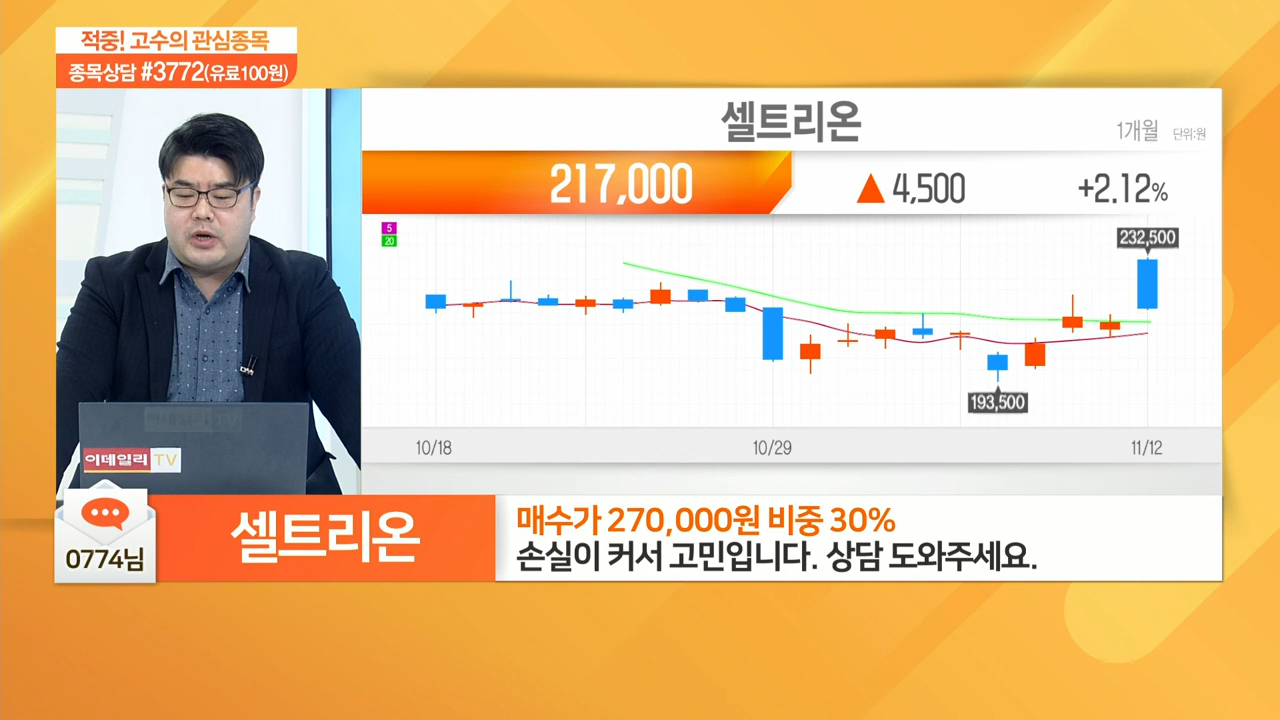 적중! 고수의 관심종목
종목상담 #3772(유료100원)
셀트리온
1개월 단위:원
217,000 ▲ 4,500 +2.12%
5
20
232,500
193,500
10/18 10/29 11/12
이데일리 TV
0774님
셀트리온
매수가 270,000원 비중 30%
손실이 커서 고민입니다. 상담 도와주세요.